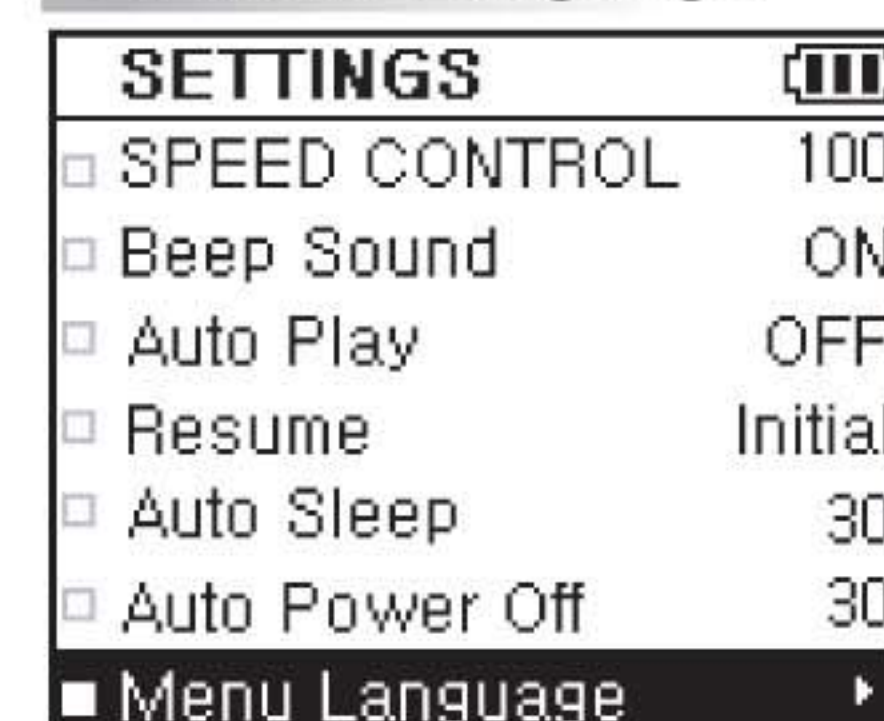 SETTINGS
SPEED CONTROL 100
Beep Sound ON
Auto Play OFF
Resume Initial
Auto Sleep 30
Auto Power Off 30
Menu Language